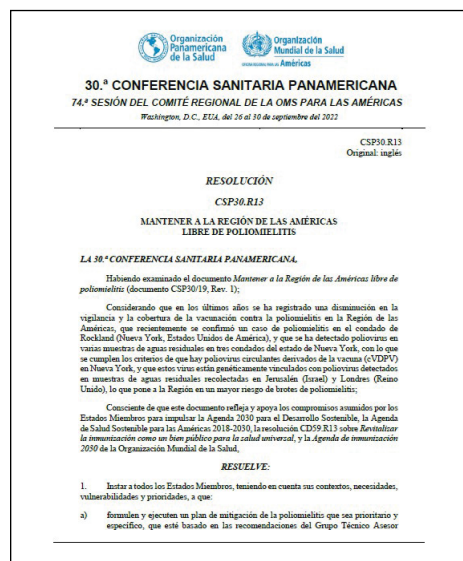 Organización
Panamericana
de la Salud
Organización
Mundial de la Salud
Américas
30.ª CONFERENCIA SANITARIA PANAMERICANA
74.ª SESIÓN DEL COMITÉ REGIONAL DE LA OMS PARA LAS AMÉRICAS
Washington, D.C., EUA, del 26 al 30 de septiembre del 2022
CSP30.R13
Original: inglés
RESOLUCIÓN
CSP30.R13
MANTENER A LA REGIÓN DE LAS AMÉRICAS
LIBRE DE POLIOMIELITIS
LA 30.ª CONFERENCIA SANITARIA PANAMERICANA,
Habiendo examinado el documento Mantener a la Región de las Américas libre de
poliomielitis (documento CSP30/19, Rev. 1);
Considerando que en los últimos años se ha registrado una disminución en la
vigilancia y la cobertura de la vacunación contra la poliomielitis en la Región de las
Américas, que recientemente se confirmó un caso de poliomielitis en el condado de
Rockland (Nueva York, Estados Unidos de América), y que se ha detectado poliovirus en
varias muestras de aguas residuales en tres condados del estado de Nueva York, con lo que
se cumplen los criterios de que hay poliovirus circulantes derivados de la vacuna (cVDPV)
en Nueva York, y que estos virus están genéticamente vinculados con poliovirus detectados
en muestras de aguas residuales recolectadas en Jerusalén (Israel) y Londres (Reino
Unido), lo que pone a la Región en un mayor riesgo de brotes de poliomielitis;
Consciente de que este documento refleja y apoya los compromisos asumidos por los
Estados Miembros para impulsar la Agenda 2030 para el Desarrollo Sostenible, la Agenda
de Salud Sostenible para las Américas 2018-2030, la resolución CD59.R13 sobre Revitalizar
la inmunización como un bien público para la salud universal, y la Agenda de inmunización
2030 de la Organización Mundial de la Salud,
RESUELVE:
1. Instar a todos los Estados Miembros, teniendo en cuenta sus contextos, necesidades,
vulnerabilidades y prioridades, a que:
a) formulen y ejecuten un plan de mitigación de la poliomielitis que sea prioritario y
específico, que esté basado en las recomendaciones del Grupo Técnico Asesor